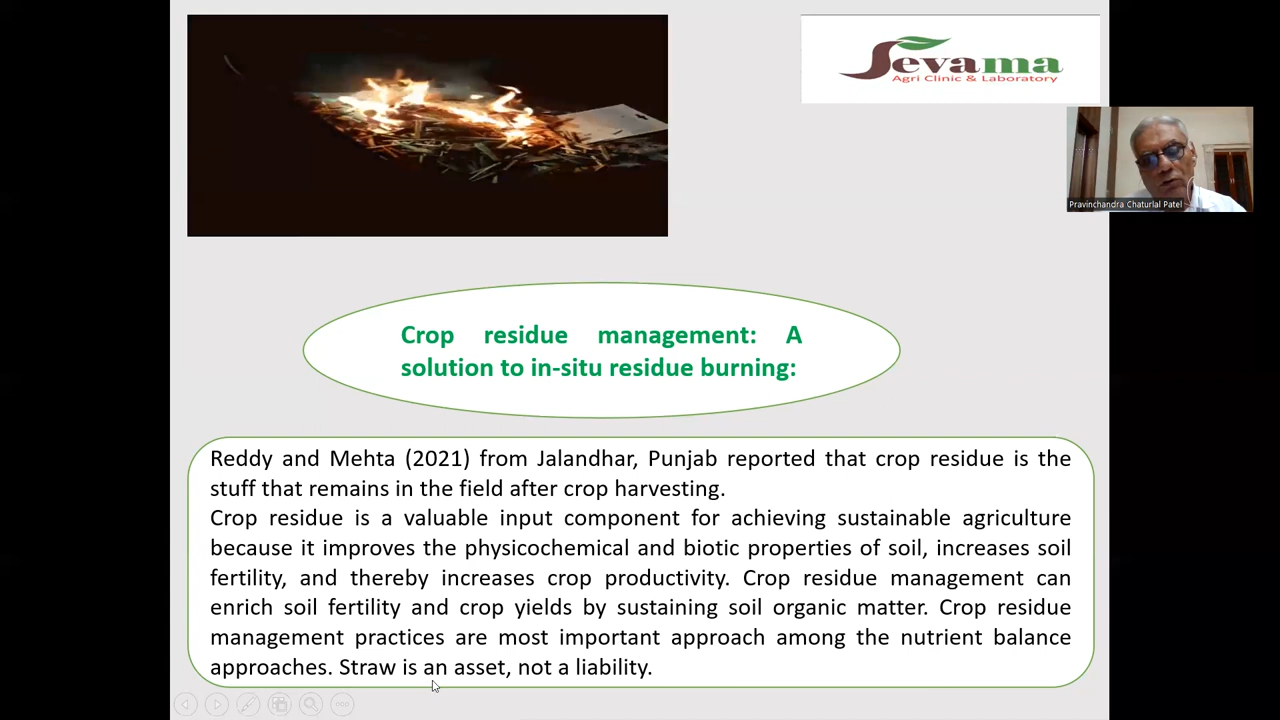 Sevama
Agri Clinic & Laboratory
Pravinchandra Chaturlal Patel
Crop residue management: A
solution to in-situ residue burning:
Reddy and Mehta (2021) from Jalandhar, Punjab reported that crop residue is the
stuff that remains in the field after crop harvesting.
Crop residue is a valuable input component for achieving sustainable agriculture
because it improves the physicochemical and biotic properties of soil, increases soil
fertility, and thereby increases crop productivity. Crop residue management can
enrich soil fertility and crop yields by sustaining soil organic matter. Crop residue
management practices are most important approach among the nutrient balance
approaches. Straw is an asset, not a liability.